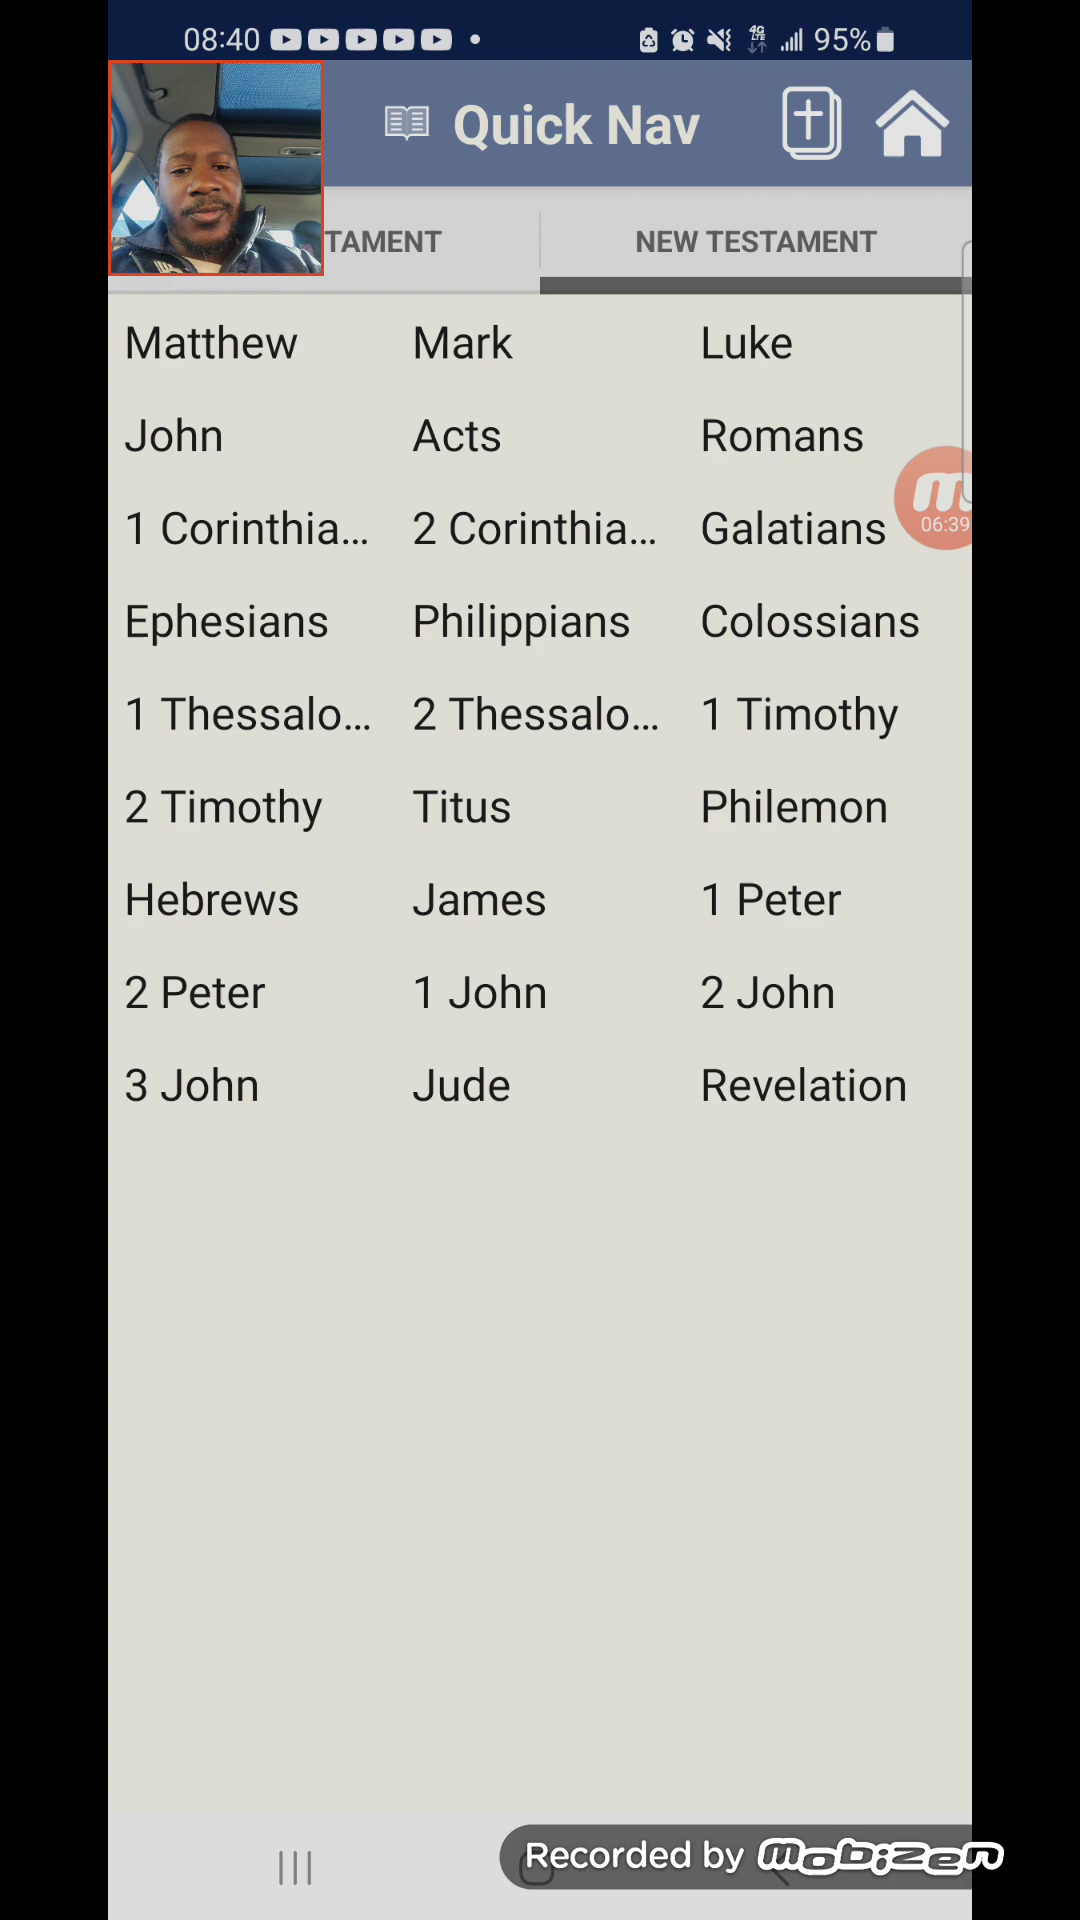 08:40 4G LTE 95%
Quick Nav
TAMENT NEW TESTAMENT
Matthew Mark Luke
John Acts Romans
06:39
1 Corinthia... 2 Corinthia... Galatians
Ephesians Philippians Colossians
1 Thessalo... 2 Thessalo... 1 Timothy
2 Timothy Titus Philemon
Hebrews James 1 Peter
2 Peter 1 John 2 John
3 John Jude Revelation
Recorded by mobizen